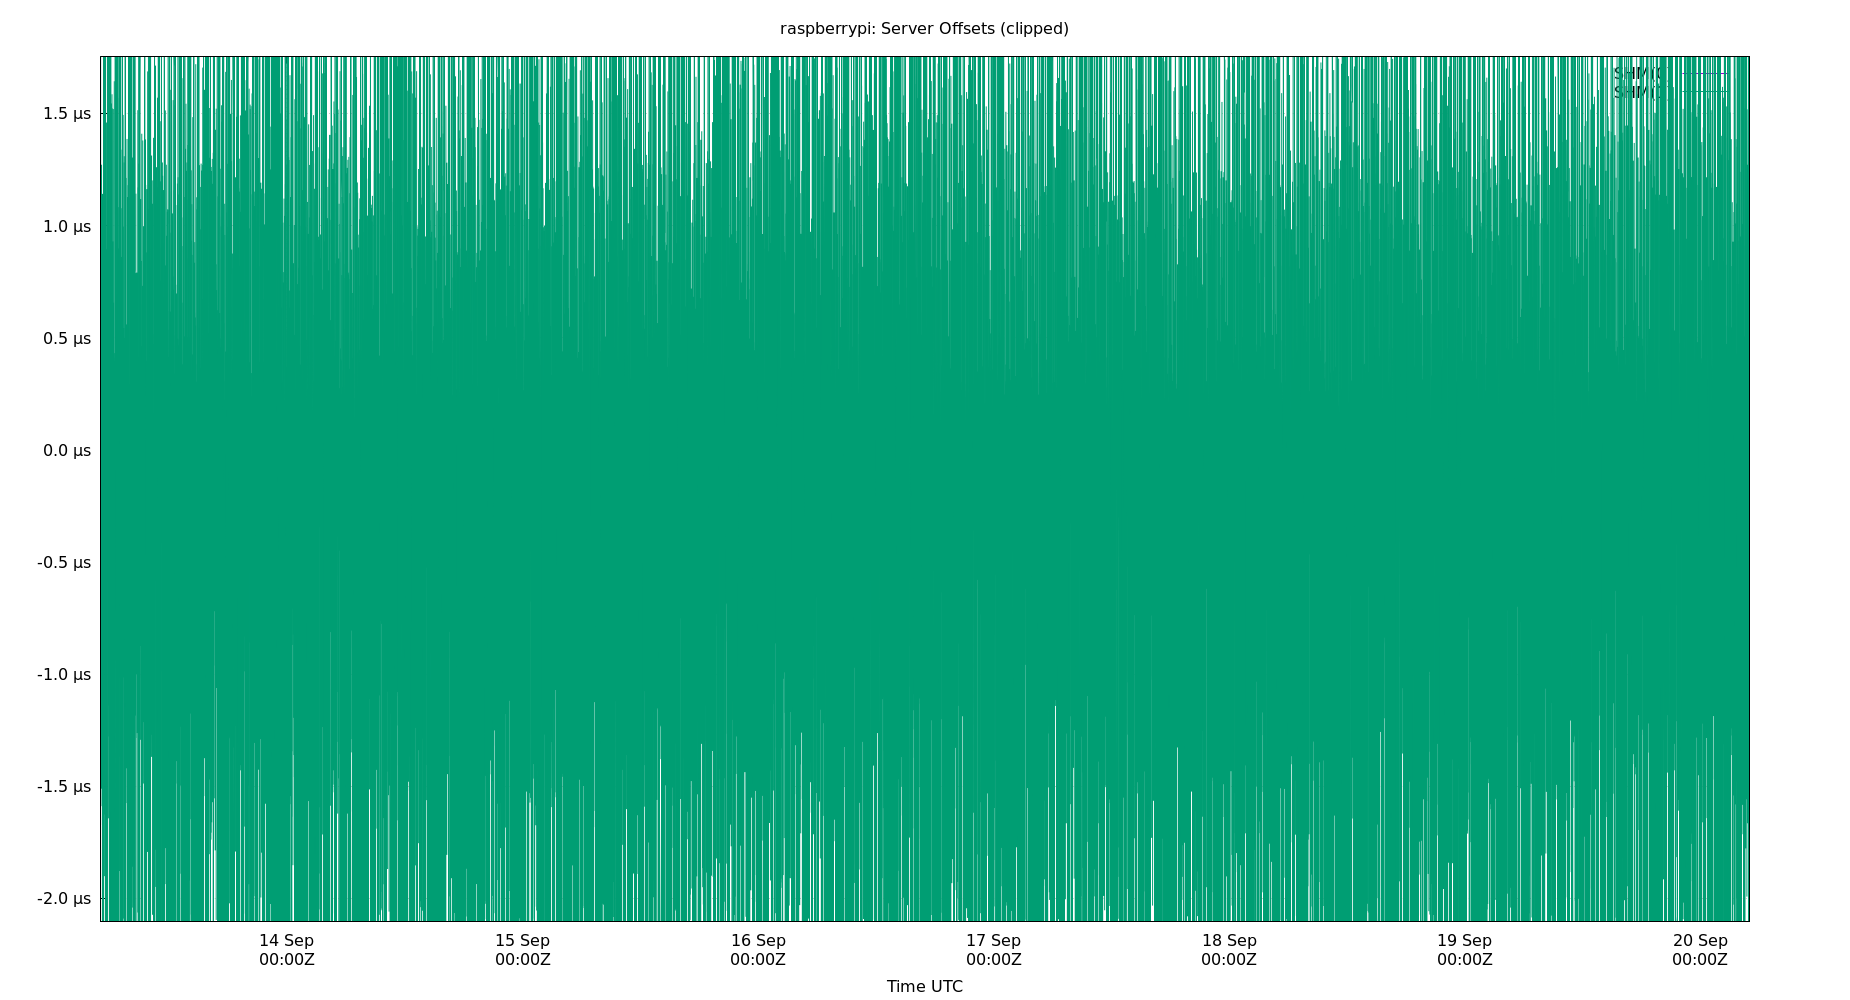 raspberrypi: Server Offsets (clipped)
1.5 µs
1.0 µs
0.5 µs
0.0 µs
-0.5 µs
-1.0 µs
-1.5 µs
-2.0 µs
14 Sep 15 Sep 16 Sep 17 Sep 18 Sep 19 Sep 20 Sep
00:00Z 00:00Z 00:00Z 00:00Z 00:00Z 00:00Z 00:00Z
Time UTC